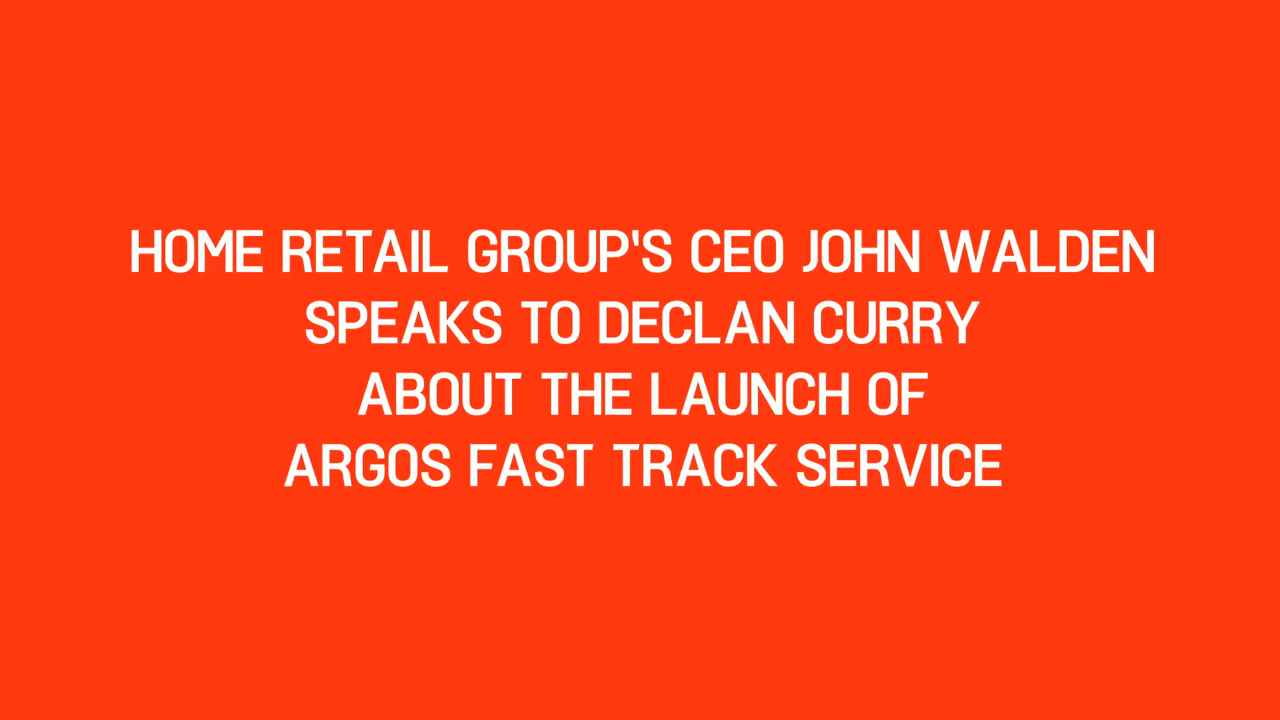 HOME RETAIL GROUP'S CEO JOHN WALDEN
SPEAKS TO DECLAN CURRY
ABOUT THE LAUNCH OF
ARGOS FAST TRACK SERVICE